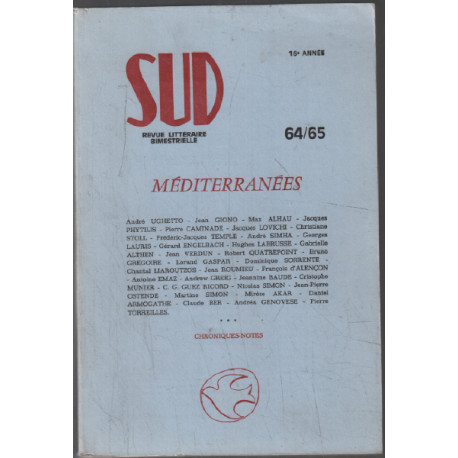 SUD
16e ANNÉE
REVUE LITTÉRAIRE
BIMESTRIELLE
64/65
MÉDITERRANÉES
André UGHETTO - Jean GIONO - Max ALHAU - Jacques
PHYTILIS - Pierre CAMINADE - Jacques LOVICHI - Christiane
STOLL - Frédéric-Jacques TEMPLE - André SIMHA - Georges
LAURIS - Gérard ENGELBACH - Hughes LABRUSSE - Gabrielle
ALTHEN - Jean VERDUN - Robert QUATREPOINT - Bruno
GREGOIRE - Lorand GASPAR - Dominique SORRENTE -
Chantal LIAROUTZOS - Jean ROUMIEU - François d'ALENÇON
- Antoine EMAZ - Andrew GREIG - Jeannine BAUDE - Christophe
MUNIER - C. G. GUEZ RICORD - Nicolas SIMON - Jean-Pierre
OSTENDE - Martine SIMON - Mirène AKAR - Daniel
ARMOGATHE - Claude BER - Andrea GENOVESE - Pierre
TORREILLES.
* * *
CHRONIQUES-NOTES